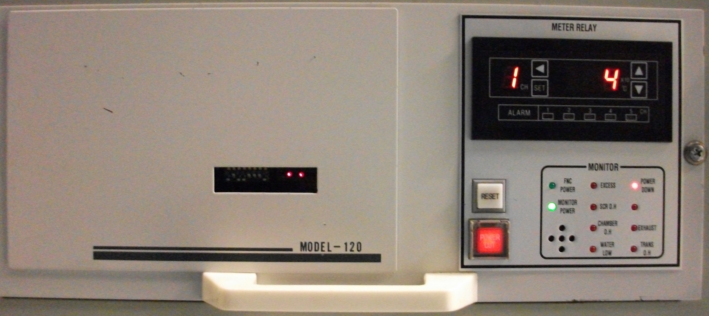 METER RELAY
1 CH
SET
4
°C
ALARM 1 2 3 4 5 CH
MONITOR
FNC POWER
EXCESS
POWER DOWN
MONITOR POWER
SCR O.H
CHAMBER O.H
EXHAUST
WATER LOW
TRANS O.H
RESET
MODEL-120